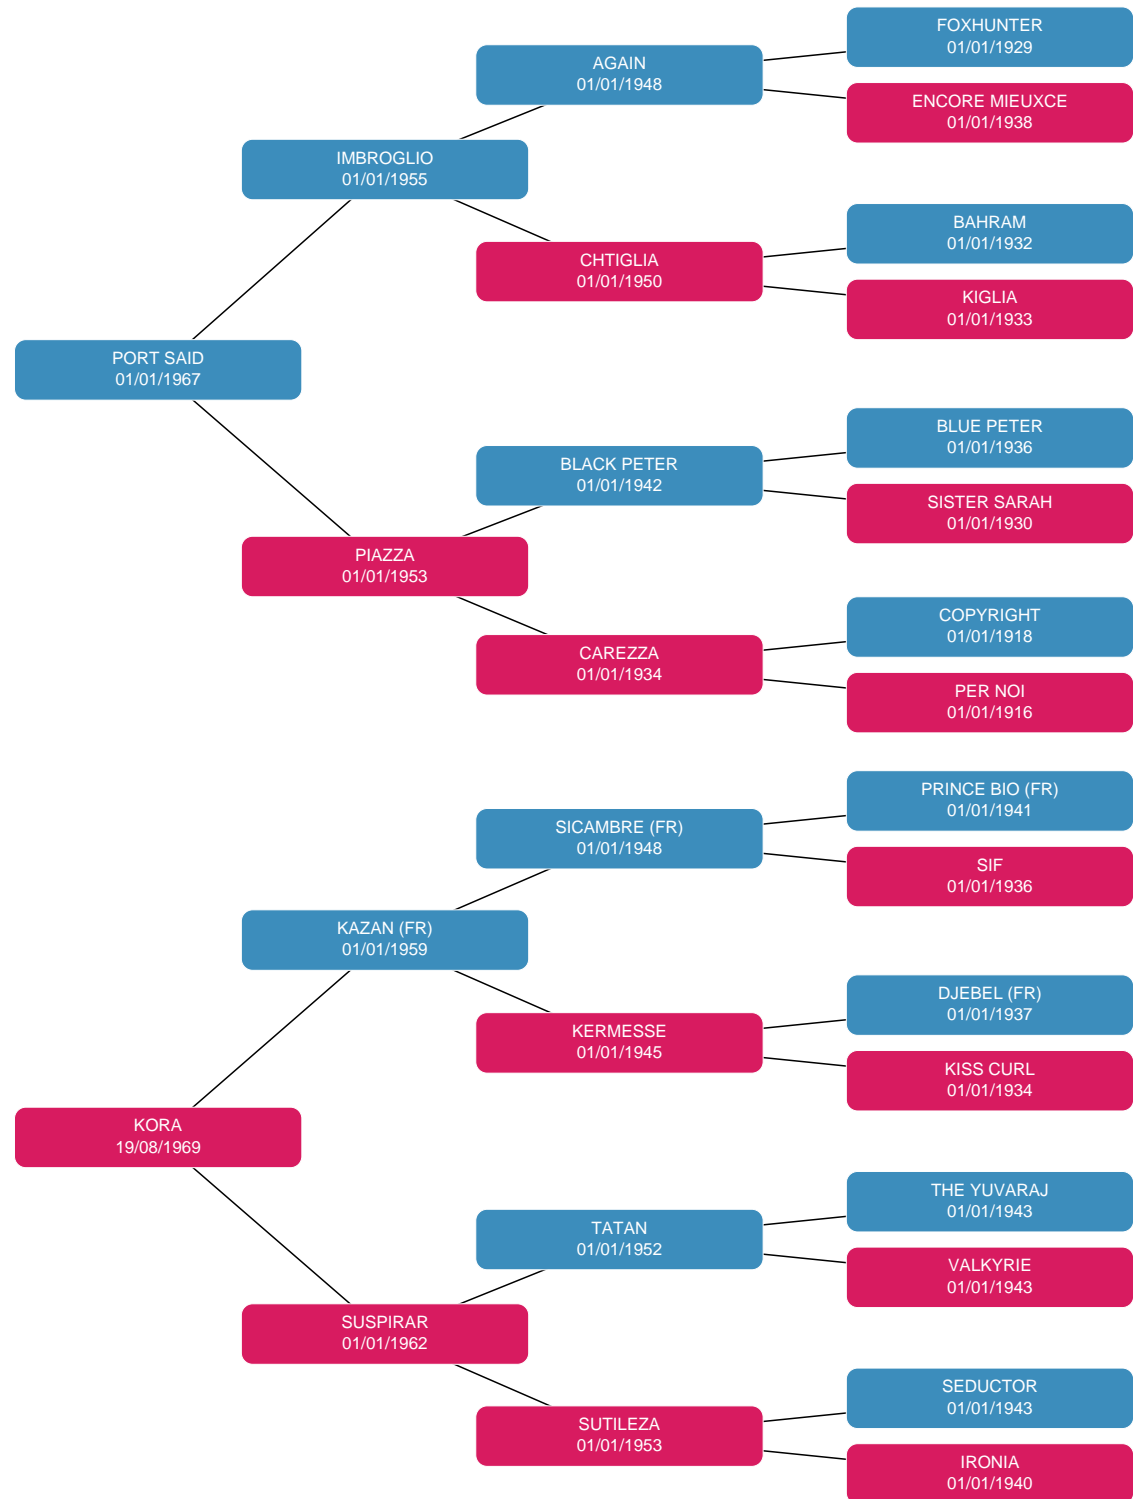 FOXHUNTER
01/01/1929
AGAIN
01/01/1948
ENCORE MIEUXCE
01/01/1938
IMBROGLIO
01/01/1955
BAHRAM
01/01/1932
CHTIGLIA
01/01/1950
KIGLIA
01/01/1933
PORT SAID
01/01/1967
BLUE PETER
01/01/1936
BLACK PETER
01/01/1942
SISTER SARAH
01/01/1930
PIAZZA
01/01/1953
COPYRIGHT
01/01/1918
CAREZZA
01/01/1934
PER NOI
01/01/1916
PRINCE BIO (FR)
01/01/1941
SICAMBRE (FR)
01/01/1948
SIF
01/01/1936
KAZAN (FR)
01/01/1959
DJEBEL (FR)
01/01/1937
KERMESSE
01/01/1945
KISS CURL
01/01/1934
KORA
19/08/1969
THE YUVARAJ
01/01/1943
TATAN
01/01/1952
VALKYRIE
01/01/1943
SUSPIRAR
01/01/1962
SEDUCTOR
01/01/1943
SUTILEZA
01/01/1953
IRONIA
01/01/1940